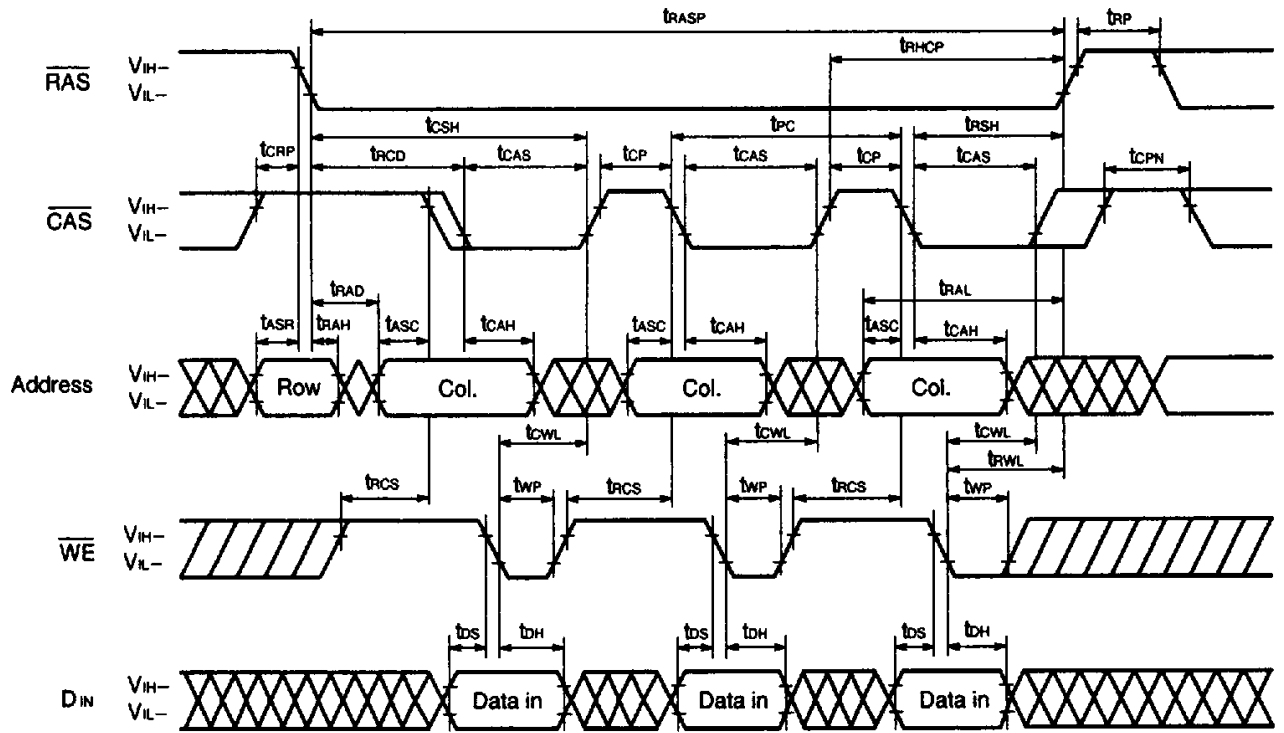 tRASP tRP
tRHCP
RAS VIH–
VIL–
tCSH tPC tRSH
tCRP tRCD tCAS tCP tCAS tCP tCAS tCPN
CAS VIH–
VIL–
tRAD tRAL
tASR tRAH tASC tCAH tASC tCAH tASC tCAH
Address VIH–
VIL–
Row Col. Col. Col.
tCWL tCWL tCWL
tRWL
tRCS tWP tRCS tWP tRCS tWP
WE VIH–
VIL–
tDS tDH tDS tDH tDS tDH
DIN VIH–
VIL–
Data in Data in Data in